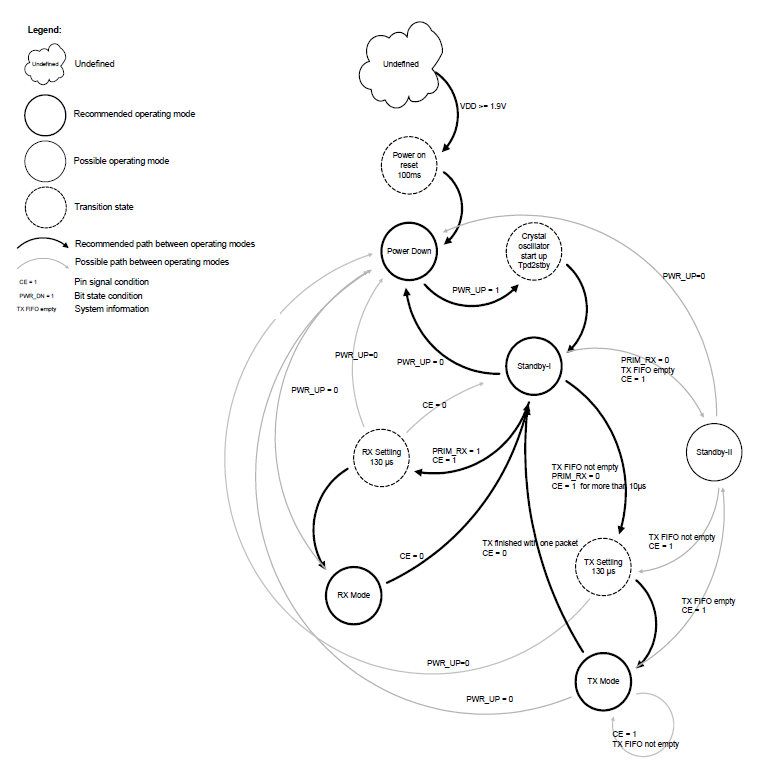 Legend:
Undefined
Undefined
Recommended operating mode
Possible operating mode
Transition state
Recommended path between operating modes
Possible path between operating modes
CE = 1
Pin signal condition
PWR_DN = 1
Bit state condition
TX FIFO empty
System information
Undefined
VDD >= 1.9V
Power on
reset
100ms
Power Down
Crystal
oscillator
start up
Tpd2stby
PWR_UP = 1
PWR_UP=0
PWR_UP=0
PWR_UP = 0
Standby-I
PRIM_RX = 0
TX FIFO empty
CE = 1
PWR_UP = 0
CE = 0
RX Settling
130 µs
PRIM_RX = 1
CE = 1
Standby-II
TX FIFO not empty
PRIM_RX = 0
CE = 1 for more than 10µs
TX finished with one packet
CE = 0
TX FIFO not empty
CE = 1
CE = 0
TX Settling
130 µs
RX Mode
TX FIFO empty
CE = 1
PWR_UP=0
TX Mode
PWR_UP = 0
CE = 1
TX FIFO not empty